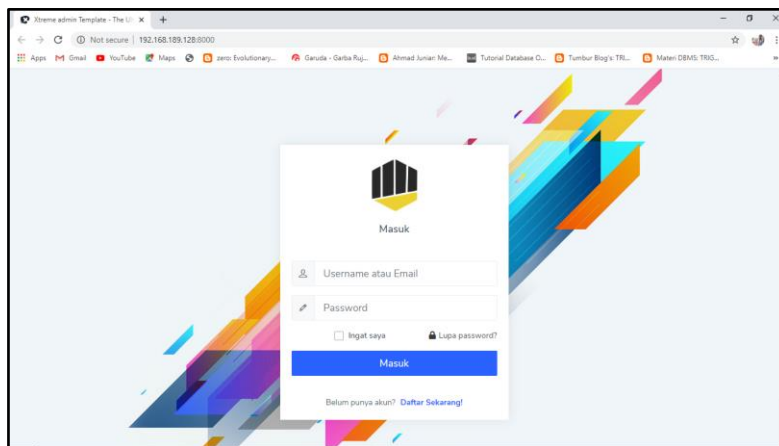 Xtreme admin Template - The Ul
Not secure | 192.168.189.128:8000
Apps Gmail YouTube Maps zero: Evolutionary... Garuda - Garba Ruj... Ahmad Junian: Me... Tutorial Database O... Tumbur Blog's: TRI... Materi DBMS: TRIG...
Masuk
Username atau Email
Password
Ingat saya Lupa password?
Masuk
Belum punya akun? Daftar Sekarang!